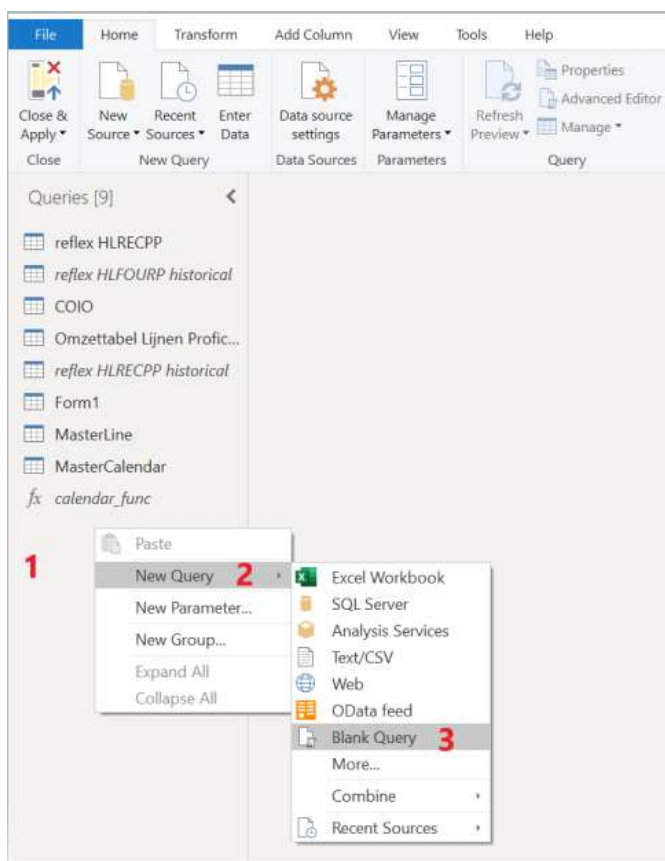 File Home Transform Add Column View Tools Help
Close & Apply New Source Recent Sources Enter Data Data source settings Manage Parameters Refresh Preview Properties
Advanced Editor
Manage
Close New Query Data Sources Parameters Query
Queries [9]
reflex HLRECPP
reflex HLFOURP historical
COIO
Omzettabel Lijnen Profic...
reflex HLRECPP historical
Form1
MasterLine
MasterCalendar
fx calendar_func
1
Paste
New Query 2
New Parameter...
New Group...
Expand All
Collapse All
Excel Workbook
SQL Server
Analysis Services
Text/CSV
Web
OData feed
Blank Query 3
More...
Combine
Recent Sources